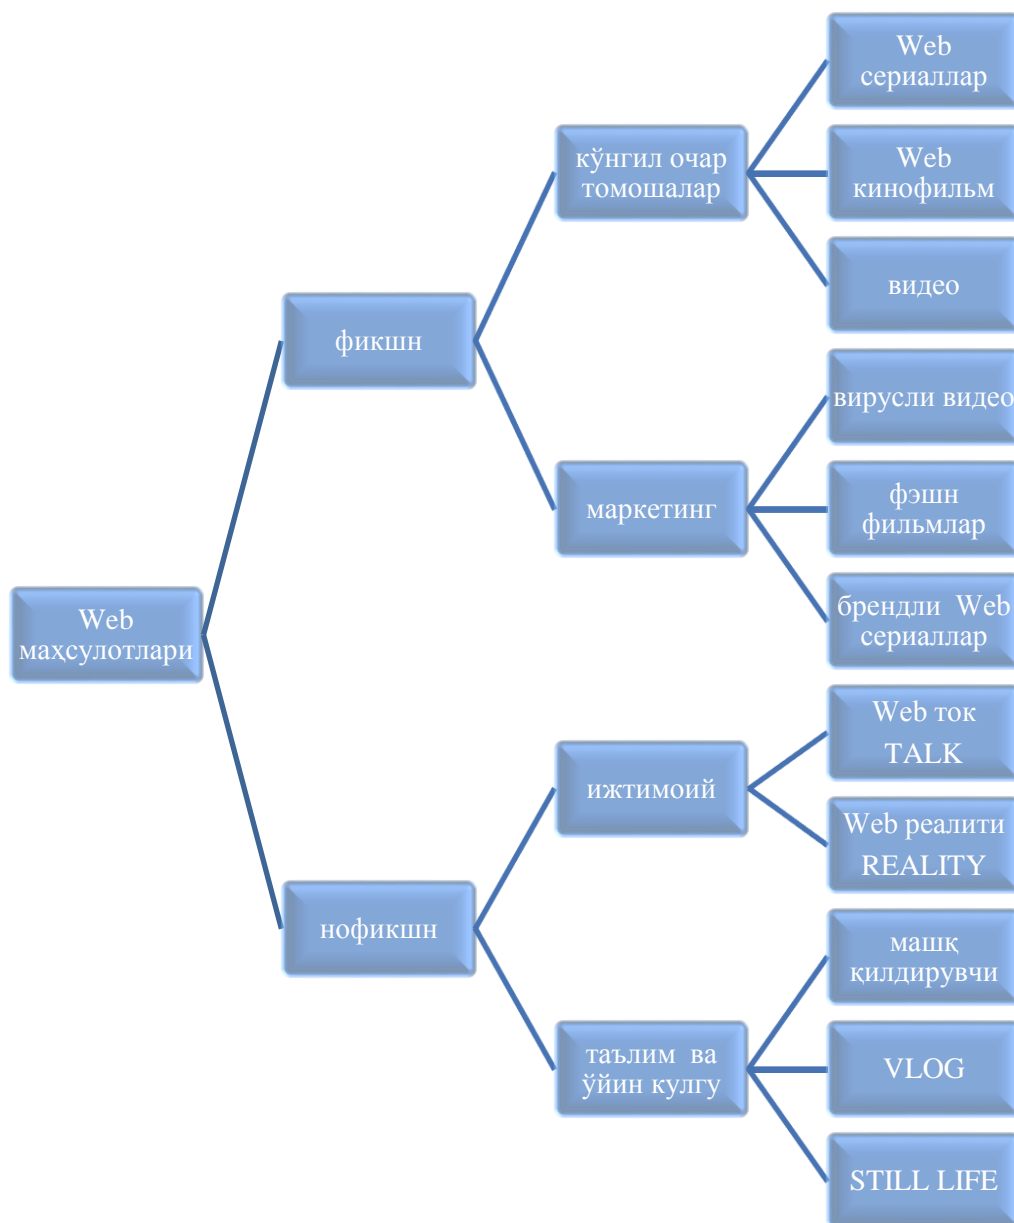 Web
сериаллар
кўнгил очар
томошалар
Web
кинофильм
видео
фикшн
вирусли видео
маркетинг
фэшн
фильмлар
брендли Web
сериаллар
Web
маҳсулотлари
Web ток
TALK
ижтимоий
Web реалити
REALITY
нофикшн
машқ
қилдирувчи
таълим ва
ўйин кулгу
VLOG
STILL LIFE